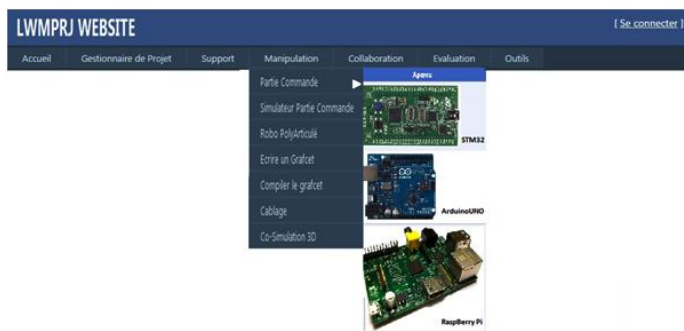 LWMPRJ WEBSITE
[ Se connecter ]
Accueil Gestionnaire de Projet Support Manipulation Collaboration Evaluation Outils
Partie Commande
Simulateur Partie Commande
Robo PolyArticulé
Ecrire un Grafcet
Compiler le grafcet
Cablage
Co-Simulation 3D
Apercu
STM32
ArduinoUNO
RaspBerry Pi